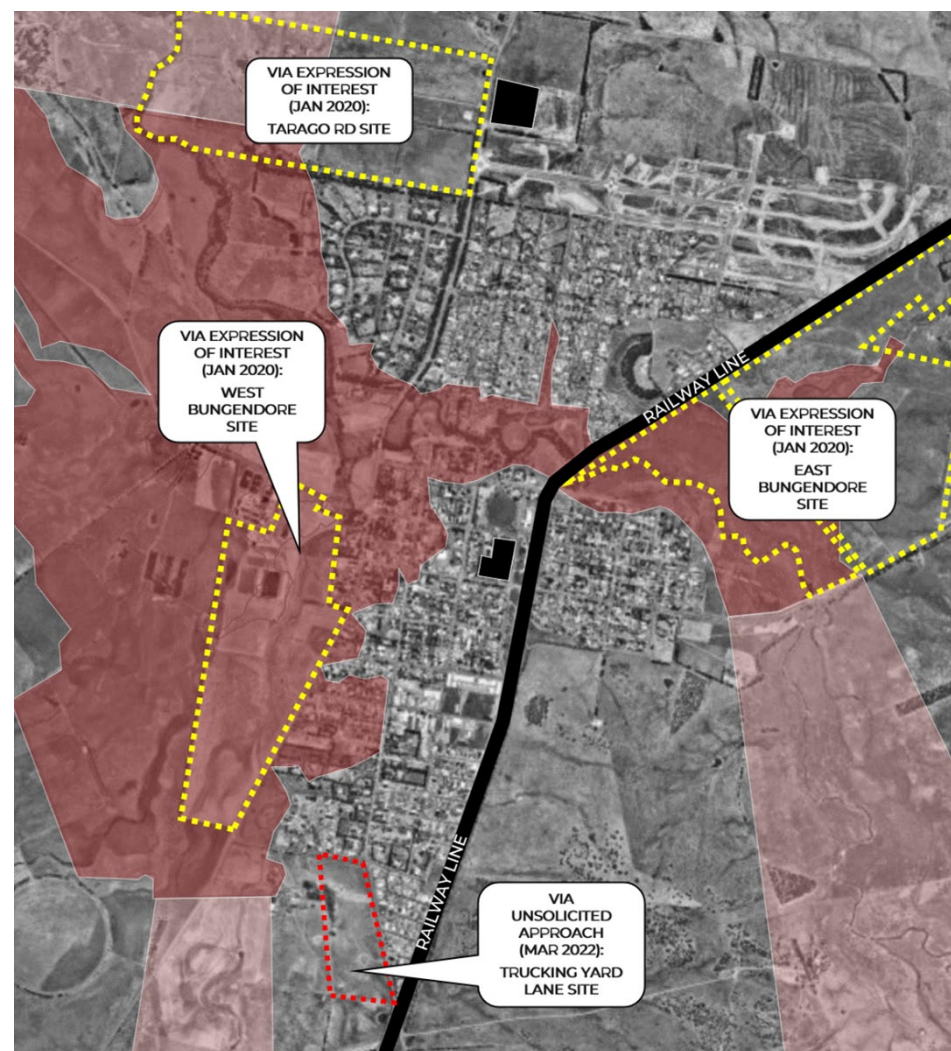 VIA EXPRESSION
OF INTEREST
(JAN 2020):
TARAGO RD SITE
VIA EXPRESSION
OF INTEREST
(JAN 2020):
WEST
BUNGENDORE
SITE
RAILWAY LINE
VIA EXPRESSION
OF INTEREST
(JAN 2020):
EAST
BUNGENDORE
SITE
RAILWAY LINE
VIA
UNSOLICITED
APPROACH
(MAR 2022):
TRUCKING YARD
LANE SITE